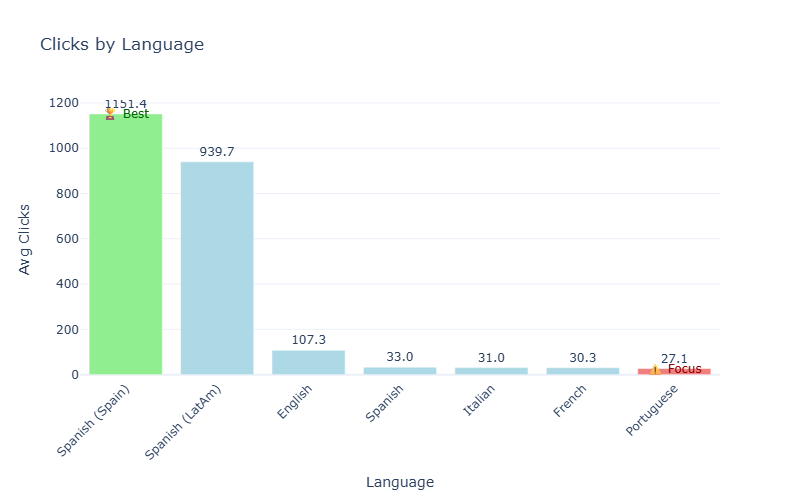 Clicks by Language
Avg Clicks
1200
1000
800
600
400
200
0
1151.4
🏆 Best
939.7
107.3
33.0
31.0
30.3
27.1
⚠️ Focus
Spanish (Spain)
Spanish (LatAm)
English
Spanish
Italian
French
Portuguese
Language